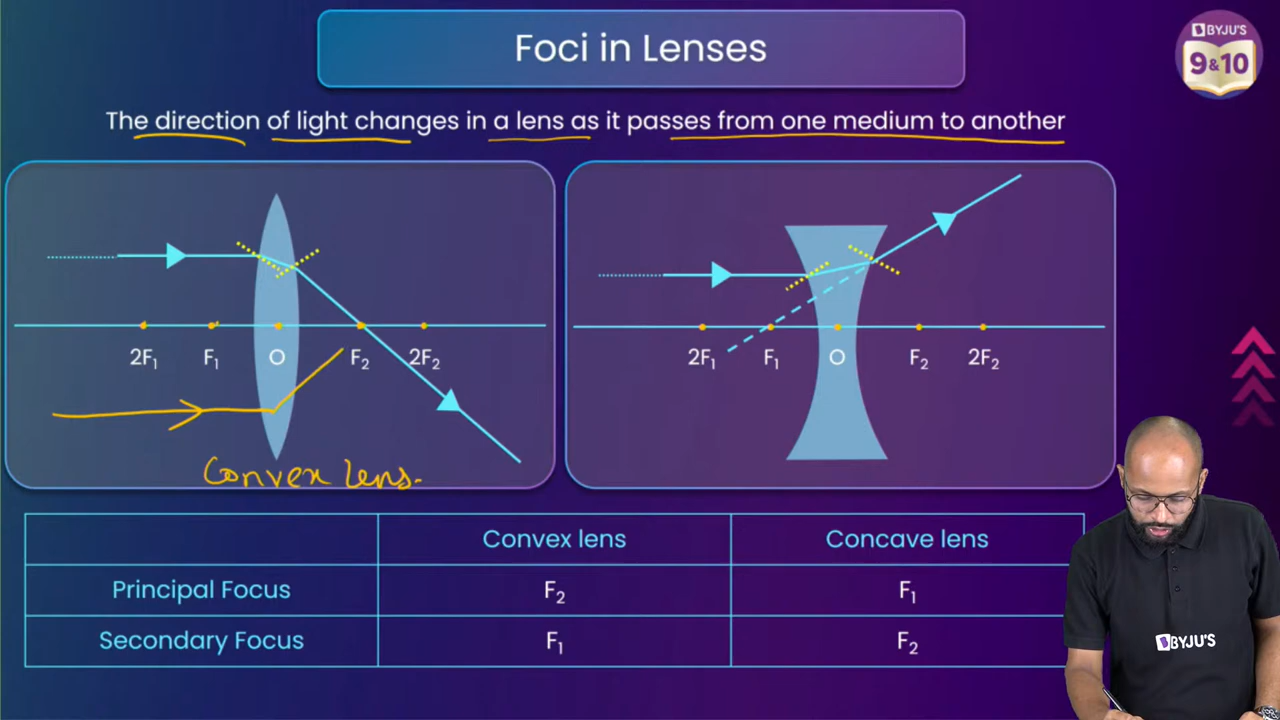 Foci in Lenses
BYJU'S
9&10
The direction of light changes in a lens as it passes from one medium to another
2F₁ F₁ O F₂ 2F₂
Convex lens.
2F₁ F₁ O F₂ 2F₂
Convex lens Concave lens
Principal Focus F₂ F₁
Secondary Focus F₁ F₂
BYJU'S